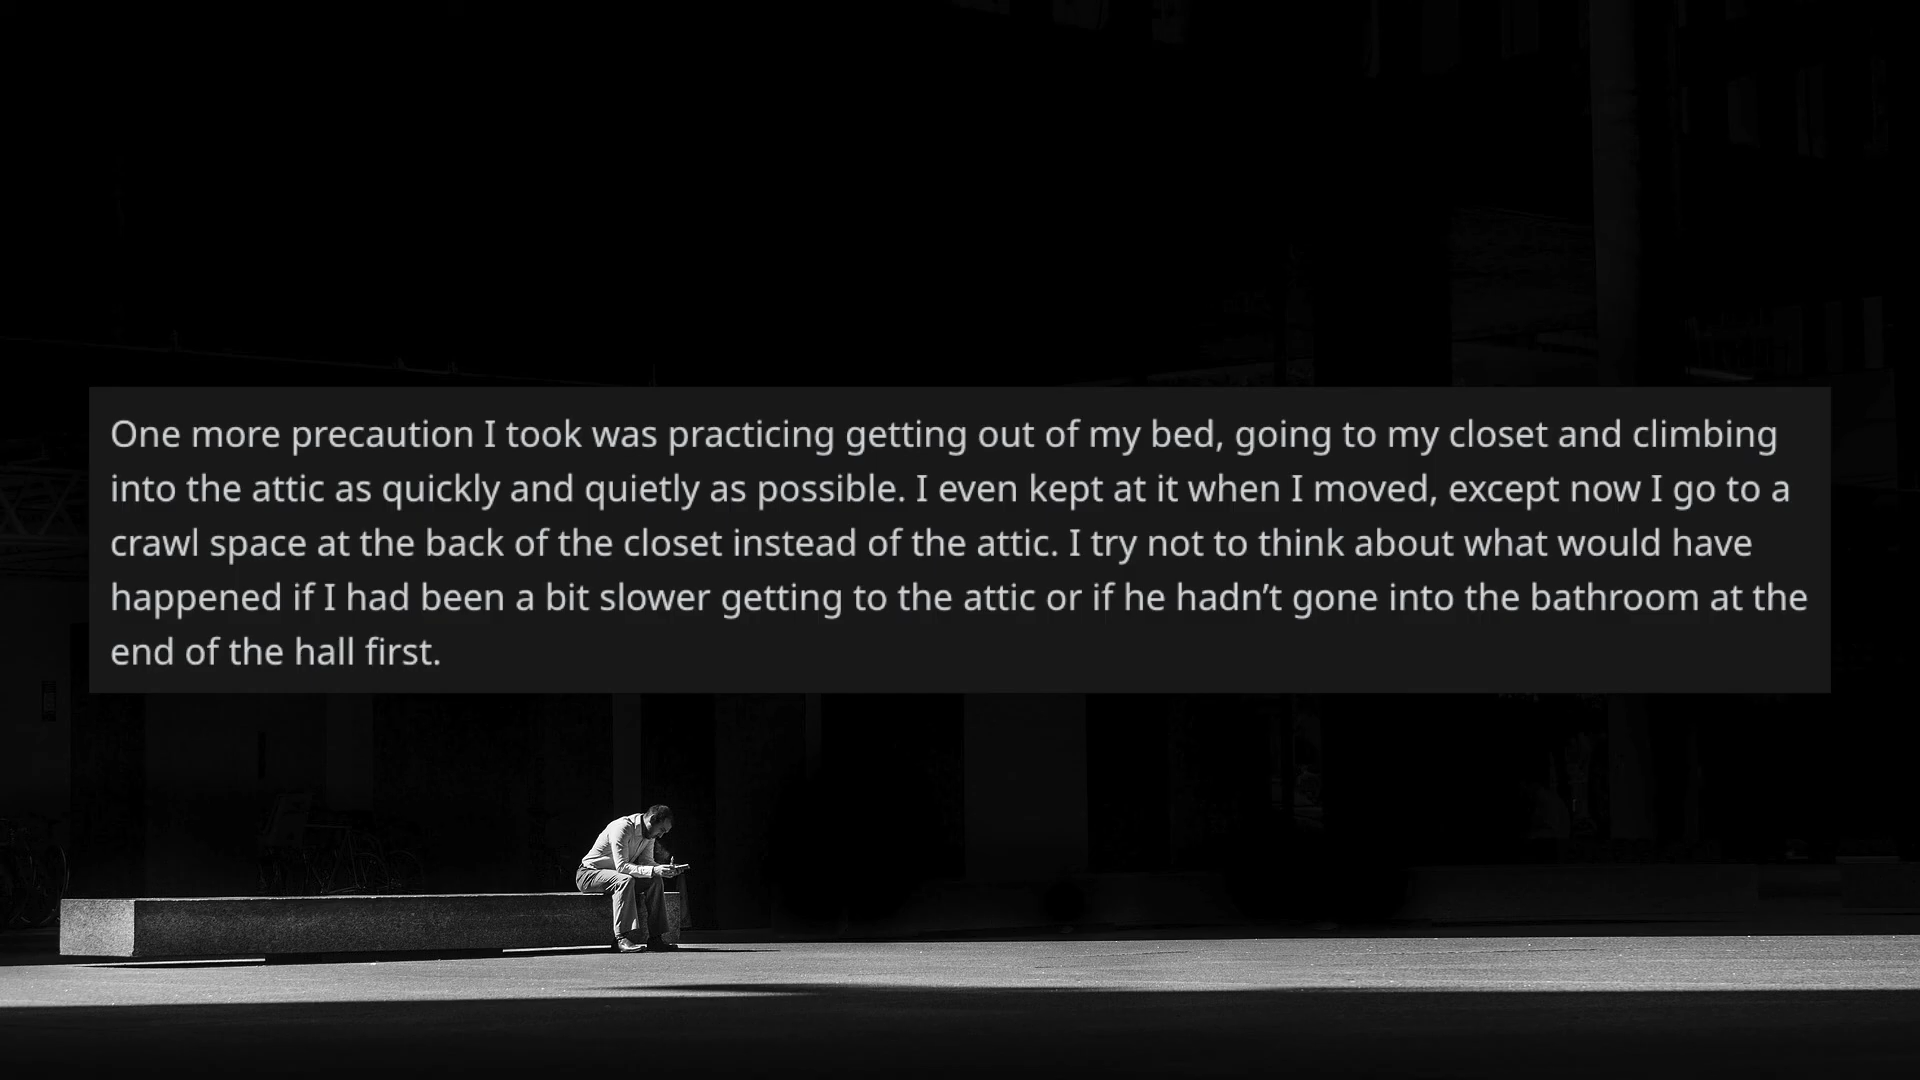 One more precaution I took was practicing getting out of my bed, going to my closet and climbing
into the attic as quickly and quietly as possible. I even kept at it when I moved, except now I go to a
crawl space at the back of the closet instead of the attic. I try not to think about what would have
happened if I had been a bit slower getting to the attic or if he hadn’t gone into the bathroom at the
end of the hall first.